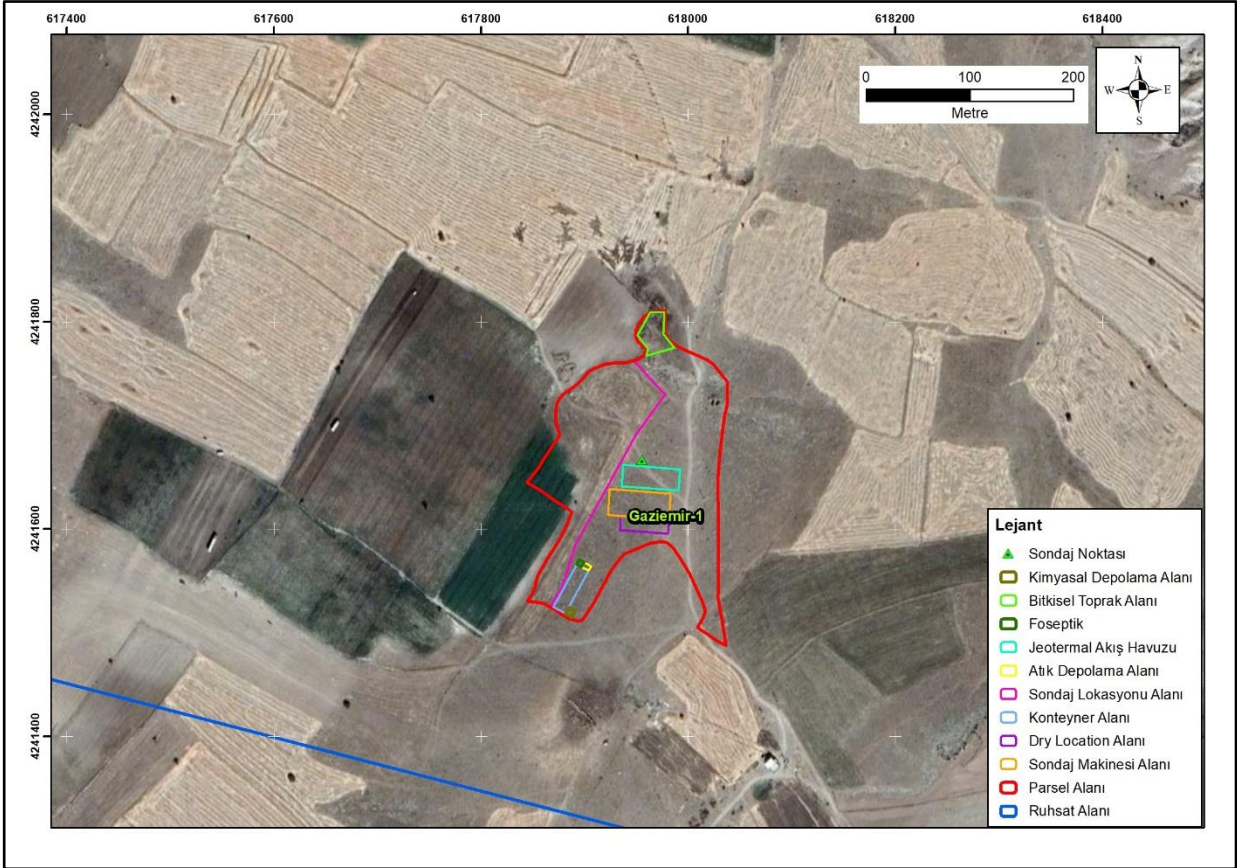 617400 617600 617800 618000 618200 618400
4242000
4241800
4241600
4241400
0 100 200
Metre
N
W E
S
Gaziemir-1
Lejant
Sondaj Noktası
Kimyasal Depolama Alanı
Bitkisel Toprak Alanı
Foseptik
Jeotermal Akış Havuzu
Atık Depolama Alanı
Sondaj Lokasyonu Alanı
Konteyner Alanı
Dry Location Alanı
Sondaj Makinesi Alanı
Parsel Alanı
Ruhsat Alanı